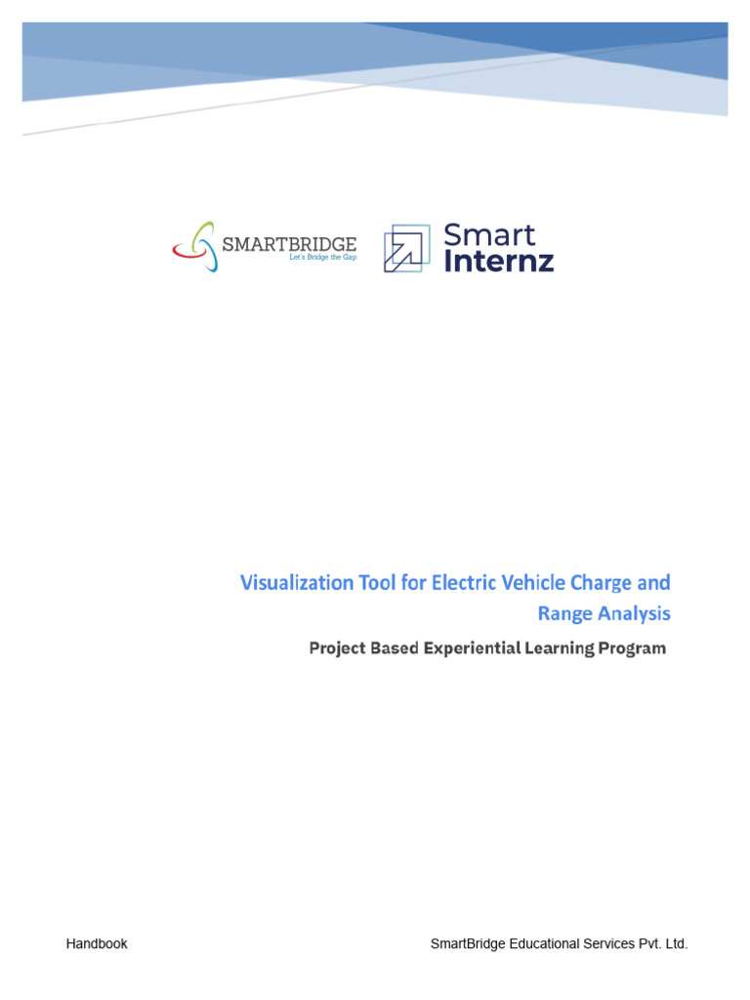 SMARTBRIDGE
Let's Bridge the Gap
Smart
Internz
Visualization Tool for Electric Vehicle Charge and
Range Analysis
Project Based Experiential Learning Program
Handbook SmartBridge Educational Services Pvt. Ltd.